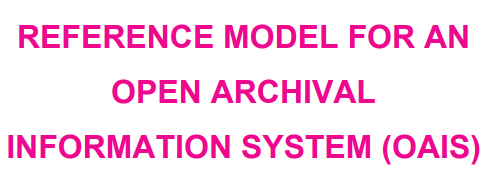 REFERENCE MODEL FOR AN
OPEN ARCHIVAL
INFORMATION SYSTEM (OAIS)